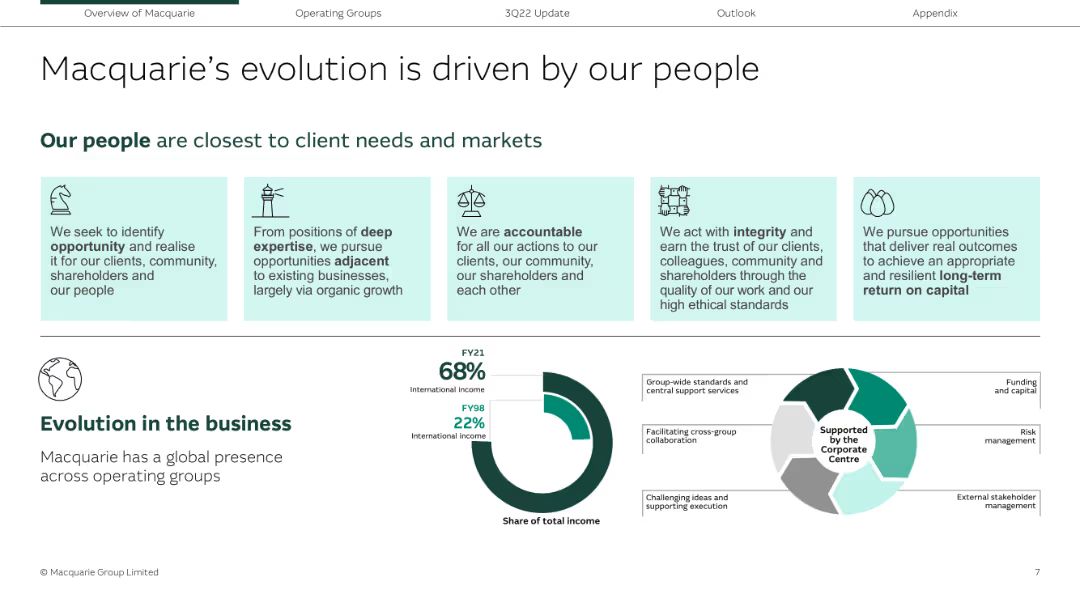 Overview of Macquarie
Operating Groups
3Q22 Update
Outlook
Appendix
Macquarie's evolution is driven by our people
Our people are closest to client needs and markets
We seek to identify
opportunity and realise
it for our clients, community,
shareholders and
our people
From positions of deep
expertise, we pursue
opportunities adjacent
to existing businesses,
largely via organic growth
We are accountable
for all our actions to our
clients, our community,
our shareholders and
each other
We act with integrity and
earn the trust of our clients,
colleagues, community and
shareholders through the
quality of our work and our
high ethical standards
We pursue opportunities
that deliver real outcomes
to achieve an appropriate
and resilient long-term
return on capital
Evolution in the business
Macquarie has a global presence
across operating groups
FY21
68%
International income
FY98
22%
International income
Share of total income
Group-wide standards and
central support services
Facilitating cross-group
collaboration
Challenging ideas and
supporting execution
Supported
by the
Corporate
Centre
Funding
and capital
Risk
management
External stakeholder
management
© Macquarie Group Limited
7